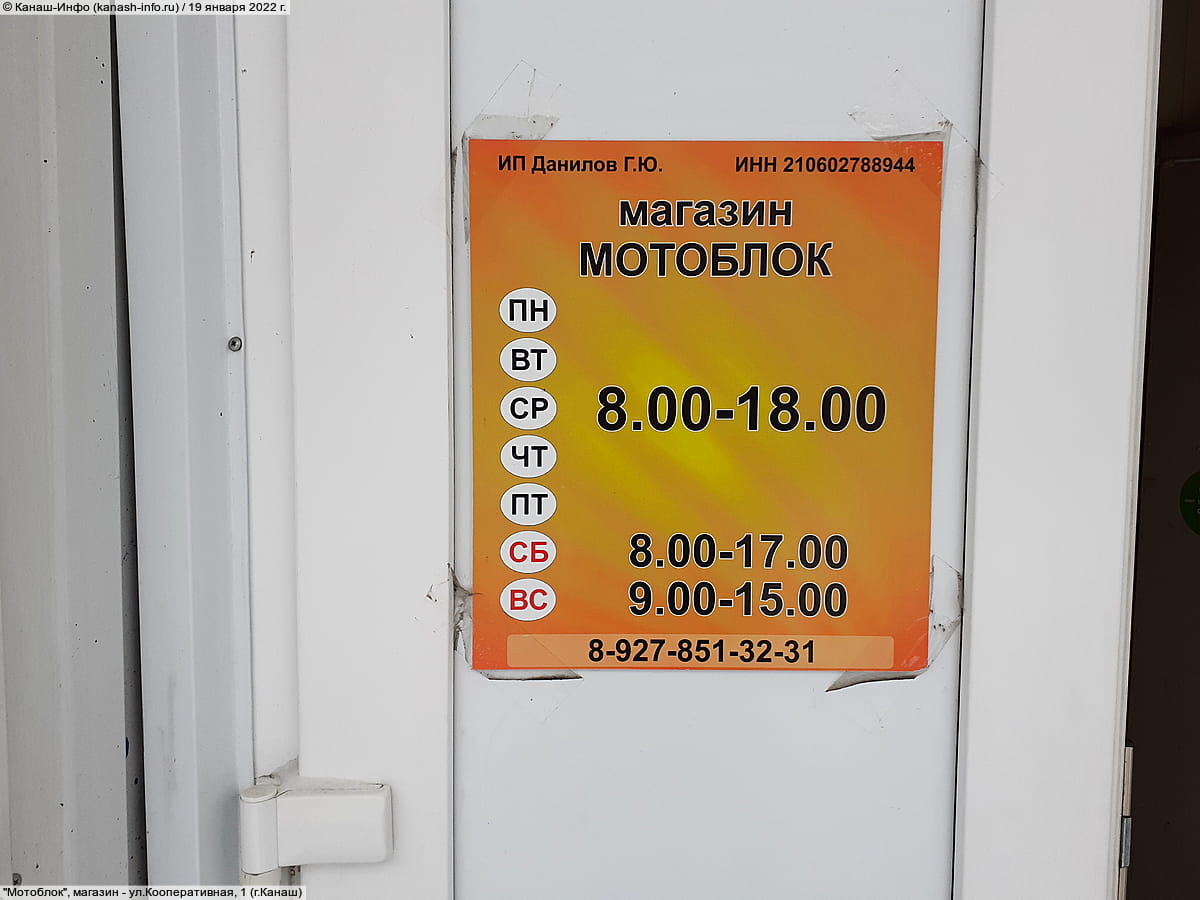 © Канаш-Инфо (kanash-info.ru) / 19 января 2022 г.
ИП Данилов Г.Ю. ИНН 210602788944
магазин
МОТОБЛОК
ПН
ВТ
СР 8.00-18.00
ЧТ
ПТ
СБ 8.00-17.00
ВС 9.00-15.00
8-927-851-32-31
"Мотоблок", магазин - ул.Кооперативная, 1 (г.Канаш)